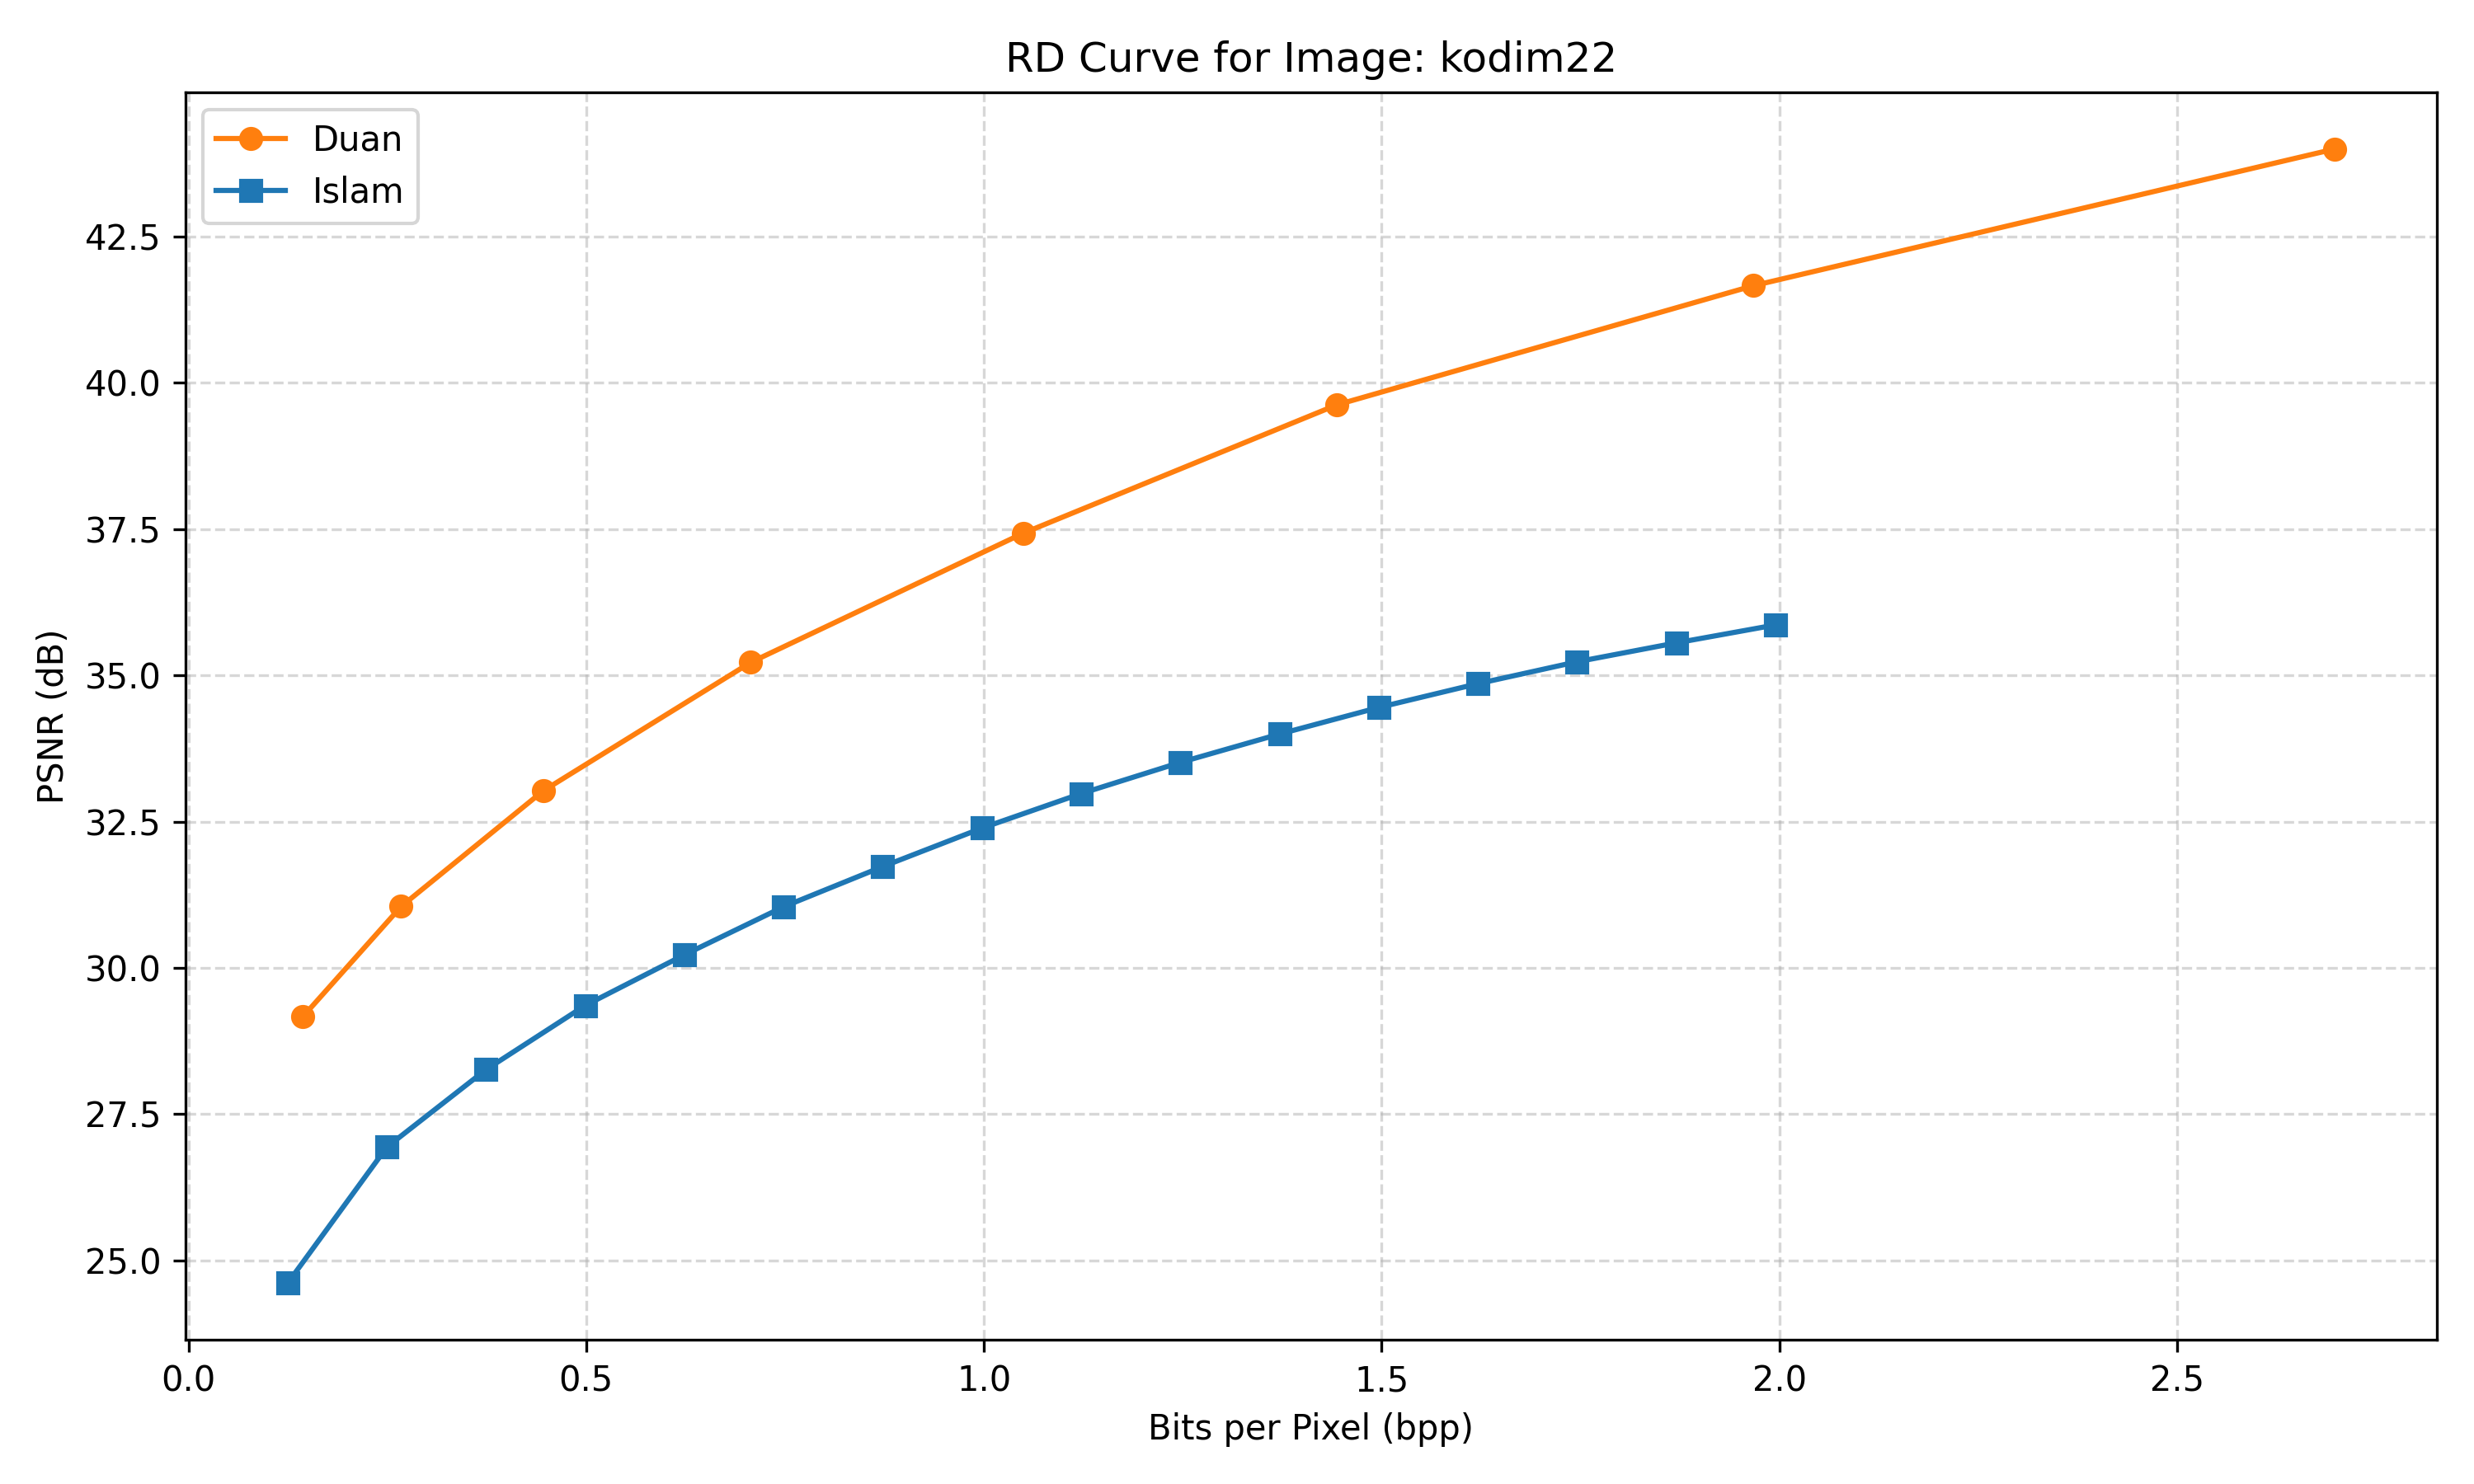 RD Curve for Image: kodim22
Duan
Islam
42.5
40.0
37.5
35.0
32.5
30.0
27.5
25.0
PSNR (dB)
0.0 0.5 1.0 1.5 2.0 2.5
Bits per Pixel (bpp)